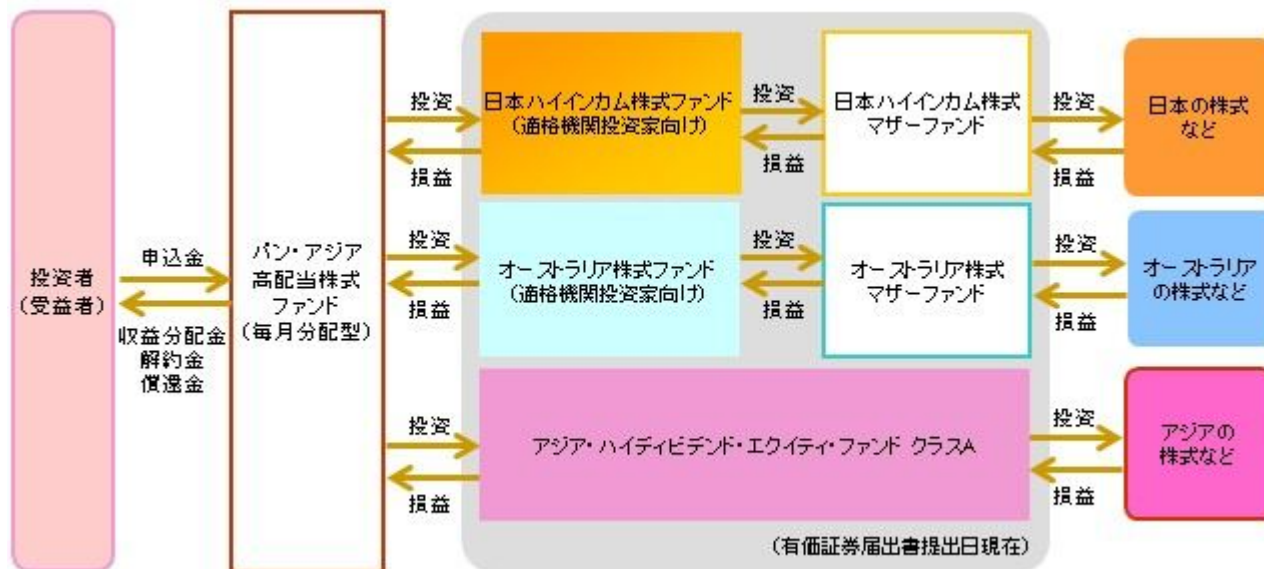 投資者
(受益者)
申込金
収益分配金
解約金
償還金
パン・アジア
高配当株式
ファンド
(毎月分配型)
投資
損益
日本ハイインカム株式ファンド
(適格機関投資家向け)
投資
損益
日本ハイインカム株式
マザーファンド
投資
損益
日本の株式
など
投資
損益
オーストラリア株式ファンド
(適格機関投資家向け)
投資
損益
オーストラリア株式
マザーファンド
投資
損益
オーストラリア
の株式など
投資
損益
アジア・ハイディビデンド・エクイティ・ファンド クラスA
投資
損益
アジアの
株式など
(有価証券届出書提出日現在)